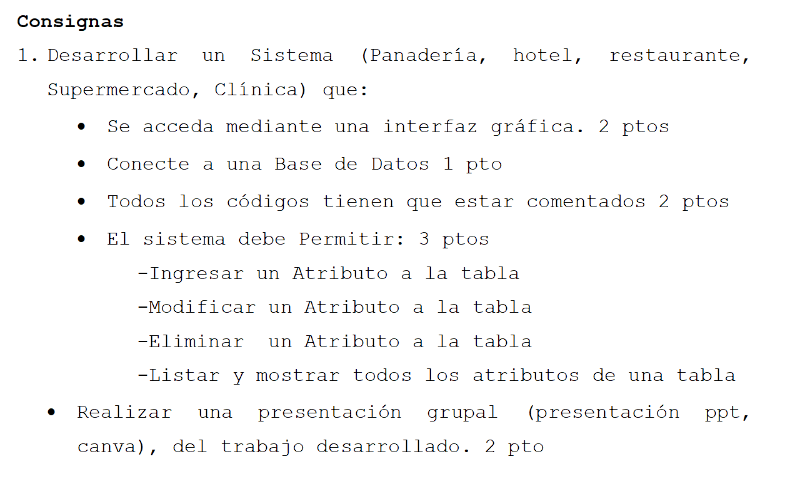 Consignas
1. Desarrollar un Sistema (Panadería, hotel, restaurante,
Supermercado, Clínica) que:
• Se acceda mediante una interfaz gráfica. 2 ptos
• Conecte a una Base de Datos 1 pto
• Todos los códigos tienen que estar comentados 2 ptos
• El sistema debe Permitir: 3 ptos
-Ingresar un Atributo a la tabla
-Modificar un Atributo a la tabla
-Eliminar  un Atributo a la tabla
-Listar y mostrar todos los atributos de una tabla
• Realizar una presentación grupal (presentación ppt,
canva), del trabajo desarrollado. 2 pto